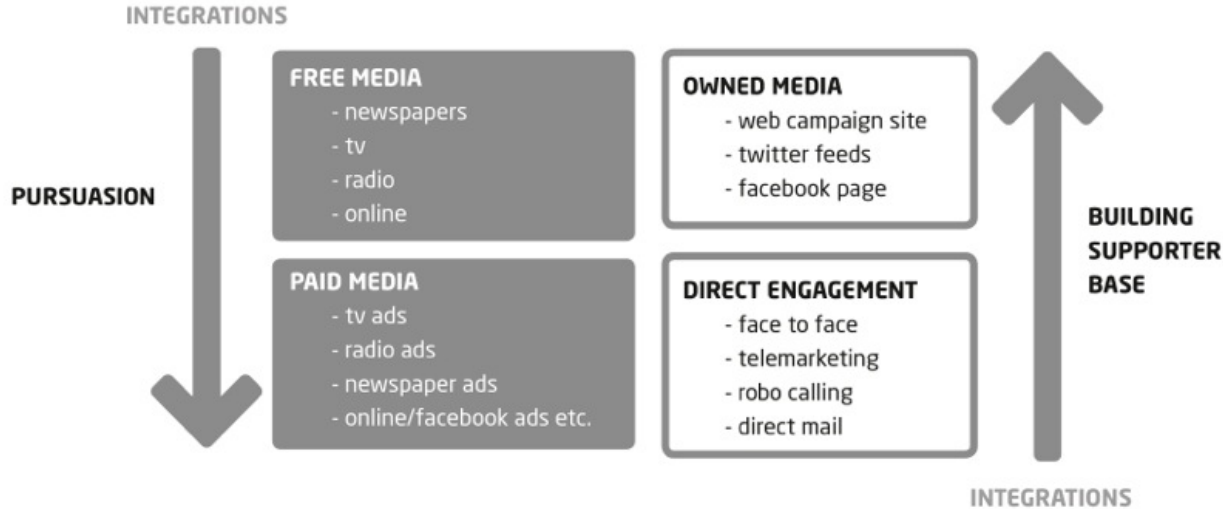 INTEGRATIONS
PURSUASION
FREE MEDIA
- newspapers
- tv
- radio
- online
PAID MEDIA
- tv ads
- radio ads
- newspaper ads
- online/facebook ads etc.
OWNED MEDIA
- web campaign site
- twitter feeds
- facebook page
DIRECT ENGAGEMENT
- face to face
- telemarketing
- robo calling
- direct mail
BUILDING
SUPPORTER
BASE
INTEGRATIONS